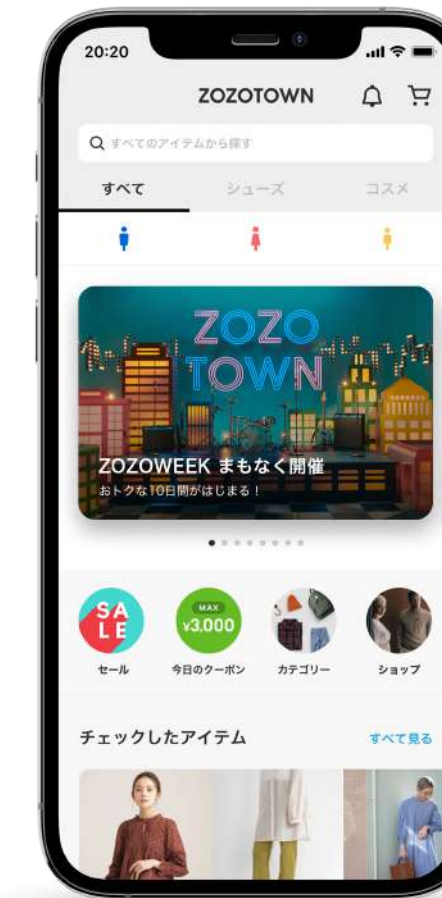 20:20
ZOZOTOWN
すべてのアイテムから探す
すべて シューズ コスメ
ZOZO
TOWN
ZOZOWEEK まもなく開催
おトクな10日間がはじまる！
SA
LE
MAX
¥3,000
セール 今日のクーポン カテゴリー ショップ
チェックしたアイテム すべて見る